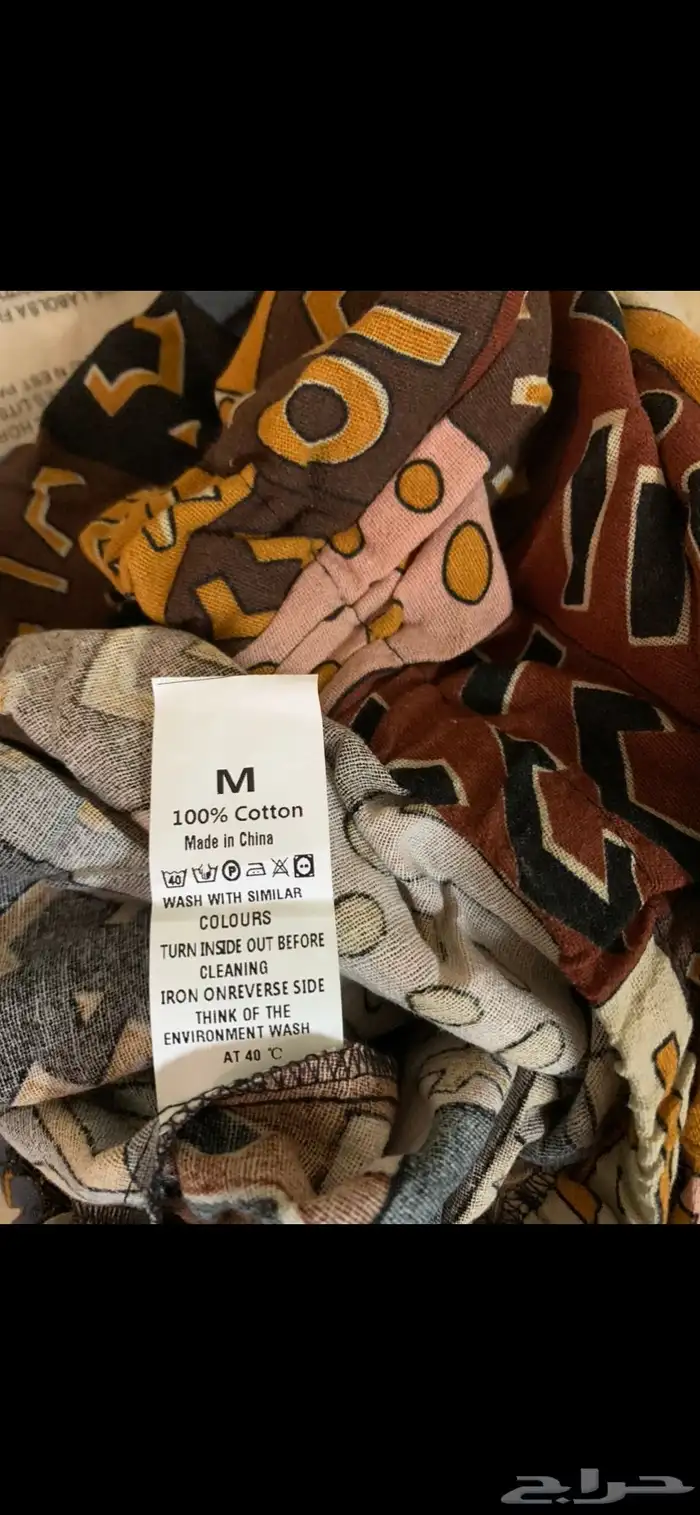 M
100% Cotton
Made in China
40 P
WASH WITH SIMILAR
COLOURS
TURN INSIDE OUT BEFORE
CLEANING
IRON ONREVERSE SIDE
THINK OF THE
ENVIRONMENT WASH
AT 40 ℃
حراج